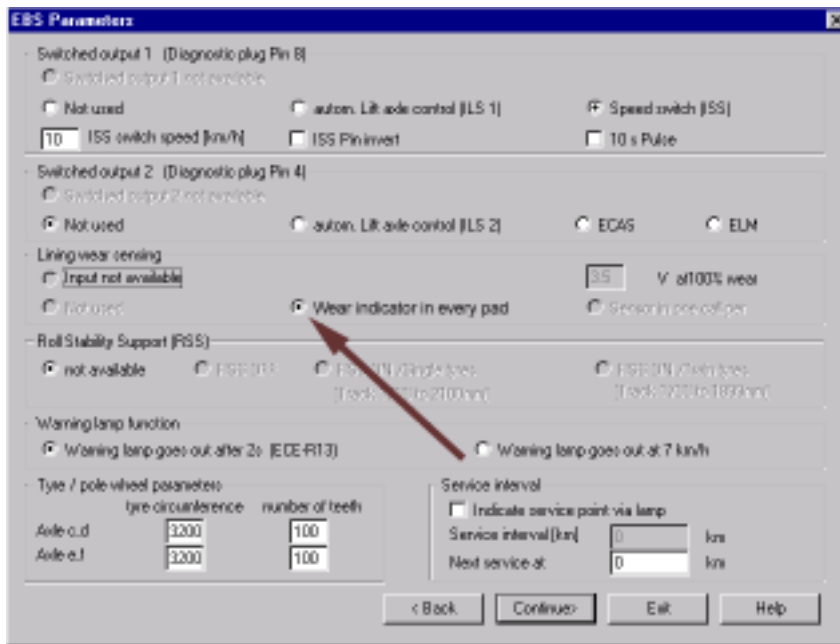 EBS Parameters
Switched output 1 (Diagnostic plug Pin 8)
Switched output 1 not available
Not used autom. Lift axle control (ILS 1) Speed switch (ISS)
10 ISS switch speed [km/h] ISS Pin invert 10 s Pulse
Switched output 2 (Diagnostic plug Pin 4)
Switched output 2 not available
Not used autom. Lift axle control (ILS 2) ECAS ELM
Lining wear sensing
Input not available 3.5 V at100% wear
Not used Wear indicator in every pad Sensor in one
Roll Stability Support (RSS)
not available
Warning lamp function
Warning lamp goes out after 2s (ECE-R13) Warning lamp goes out at 7 km/h
Tyre / pole wheel parameters
tyre circumference number of teeth
Axle c.d 3200 100
Axle e.f 3200 100
Service interval
Indicate service point via lamp
Service interval [km] 0 km
Next service at 0 km
< Back Continue> Exit Help